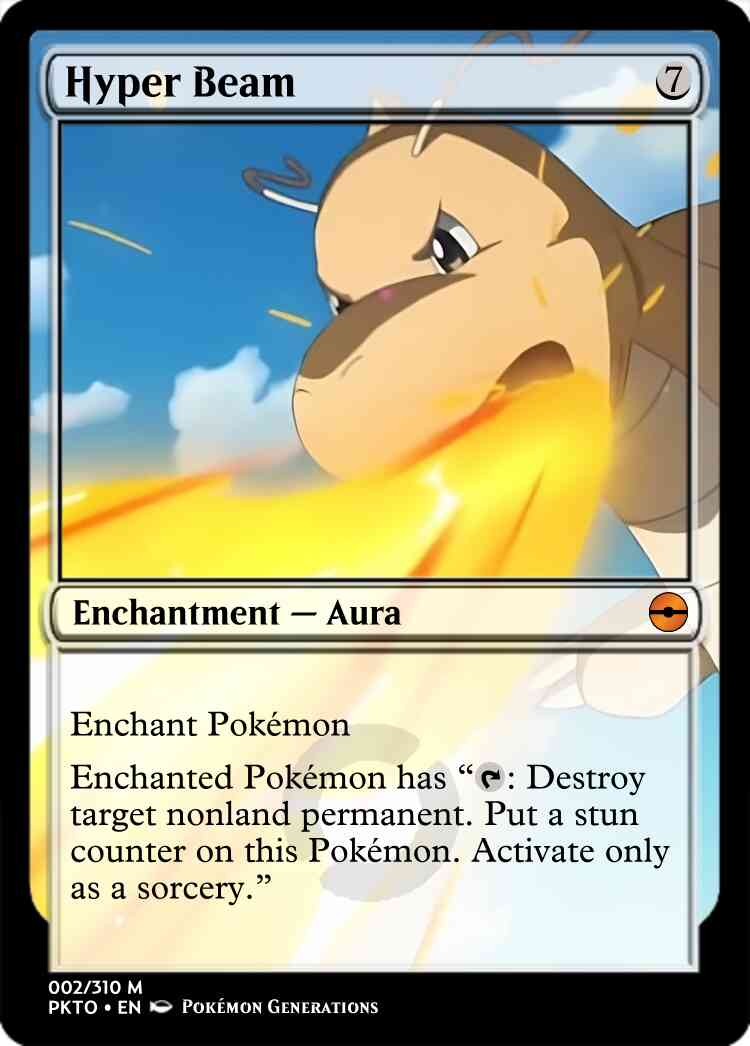 Hyper Beam 7
Enchantment — Aura
Enchant Pokémon
Enchanted Pokémon has “: Destroy
target nonland permanent. Put a stun
counter on this Pokémon. Activate only
as a sorcery.”
002/310 M
PKTO • EN Pokémon Generations